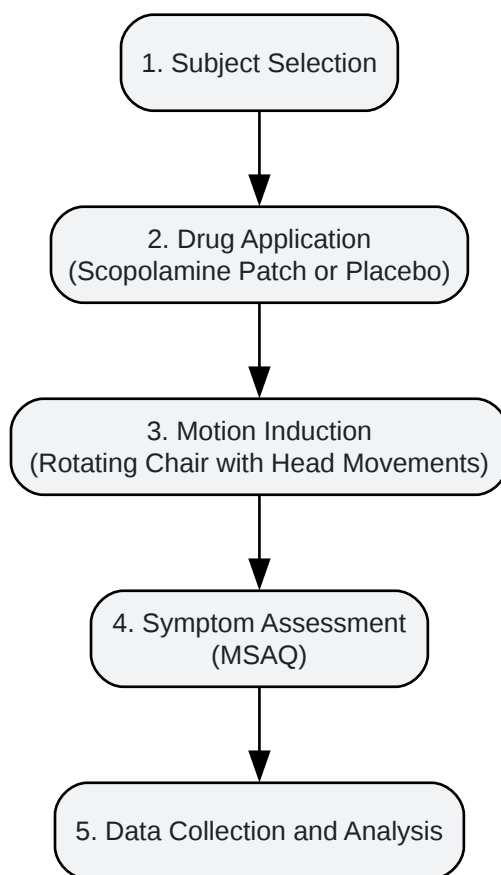 1. Subject Selection
2. Drug Application
(Scopolamine Patch or Placebo)
3. Motion Induction
(Rotating Chair with Head Movements)
4. Symptom Assessment
(MSAQ)
5. Data Collection and Analysis